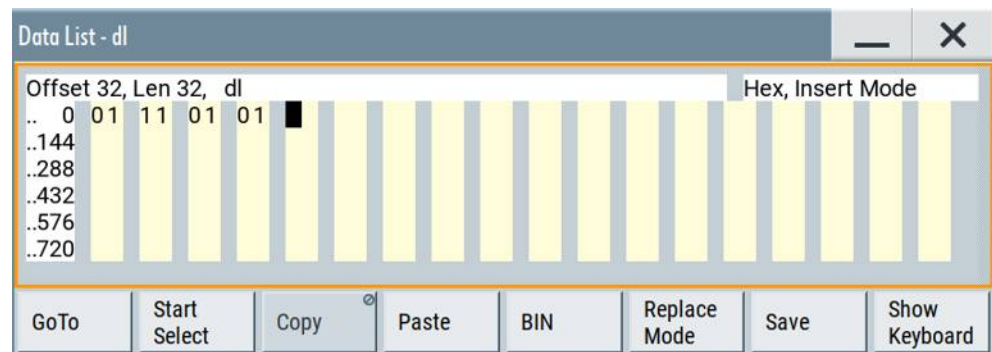 Data List - dl
Offset 32, Len 32, dl Hex, Insert Mode
.. 0 01 11 01 01
..144
..288
..432
..576
..720
GoTo Start Select Copy Paste BIN Replace Mode Save Show Keyboard